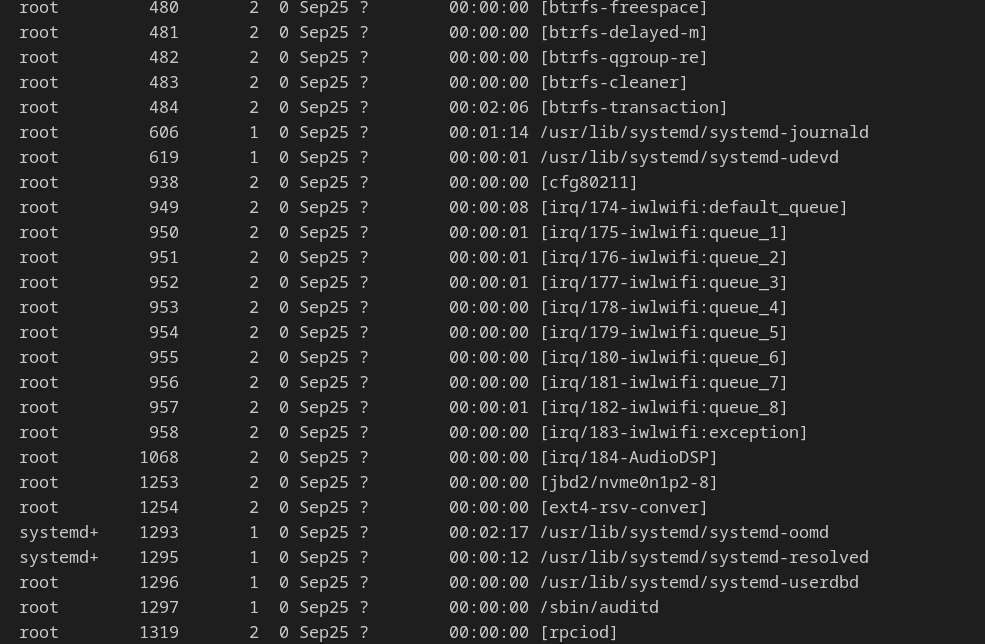 root         480       2  0 Sep25 ?        00:00:00 [btrfs-freespace]
root         481       2  0 Sep25 ?        00:00:00 [btrfs-delayed-m]
root         482       2  0 Sep25 ?        00:00:00 [btrfs-qgroup-re]
root         483       2  0 Sep25 ?        00:00:00 [btrfs-cleaner]
root         484       2  0 Sep25 ?        00:02:06 [btrfs-transaction]
root         606       1  0 Sep25 ?        00:01:14 /usr/lib/systemd/systemd-journald
root         619       1  0 Sep25 ?        00:00:01 /usr/lib/systemd/systemd-udevd
root         938       2  0 Sep25 ?        00:00:00 [cfg80211]
root         949       2  0 Sep25 ?        00:00:08 [irq/174-iwlwifi:default_queue]
root         950       2  0 Sep25 ?        00:00:01 [irq/175-iwlwifi:queue_1]
root         951       2  0 Sep25 ?        00:00:01 [irq/176-iwlwifi:queue_2]
root         952       2  0 Sep25 ?        00:00:01 [irq/177-iwlwifi:queue_3]
root         953       2  0 Sep25 ?        00:00:00 [irq/178-iwlwifi:queue_4]
root         954       2  0 Sep25 ?        00:00:00 [irq/179-iwlwifi:queue_5]
root         955       2  0 Sep25 ?        00:00:00 [irq/180-iwlwifi:queue_6]
root         956       2  0 Sep25 ?        00:00:00 [irq/181-iwlwifi:queue_7]
root         957       2  0 Sep25 ?        00:00:01 [irq/182-iwlwifi:queue_8]
root         958       2  0 Sep25 ?        00:00:00 [irq/183-iwlwifi:exception]
root        1068       2  0 Sep25 ?        00:00:00 [irq/184-AudioDSP]
root        1253       2  0 Sep25 ?        00:00:00 [jbd2/nvme0n1p2-8]
root        1254       2  0 Sep25 ?        00:00:00 [ext4-rsv-conver]
systemd+    1293       1  0 Sep25 ?        00:02:17 /usr/lib/systemd/systemd-oomd
systemd+    1295       1  0 Sep25 ?        00:00:12 /usr/lib/systemd/systemd-resolved
root        1296       1  0 Sep25 ?        00:00:00 /usr/lib/systemd/systemd-userdbd
root        1297       1  0 Sep25 ?        00:00:00 /sbin/auditd
root        1319       2  0 Sep25 ?        00:00:00 [rpciod]